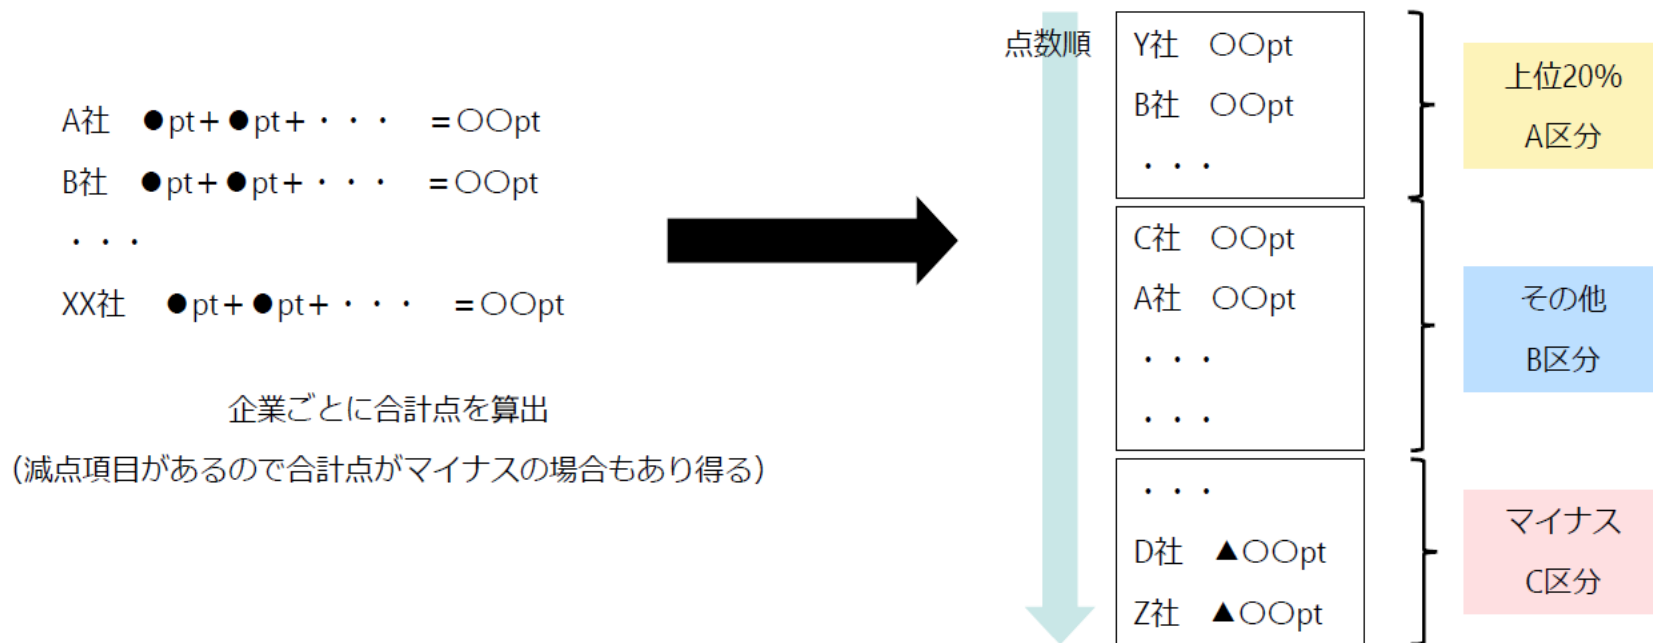 A社 ●pt+●pt+・・・ =〇〇pt
B社 ●pt+●pt+・・・ =〇〇pt
・・・
XX社 ●pt+●pt+・・・ =〇〇pt
企業ごとに合計点を算出
（減点項目があるので合計点がマイナスの場合もあり得る）
点数順
Y社 〇〇pt
B社 〇〇pt
・・・
上位20%
A区分
C社 〇〇pt
A社 〇〇pt
・・・
・・・
その他
B区分
・・・
D社 ▲〇〇pt
Z社 ▲〇〇pt
マイナス
C区分